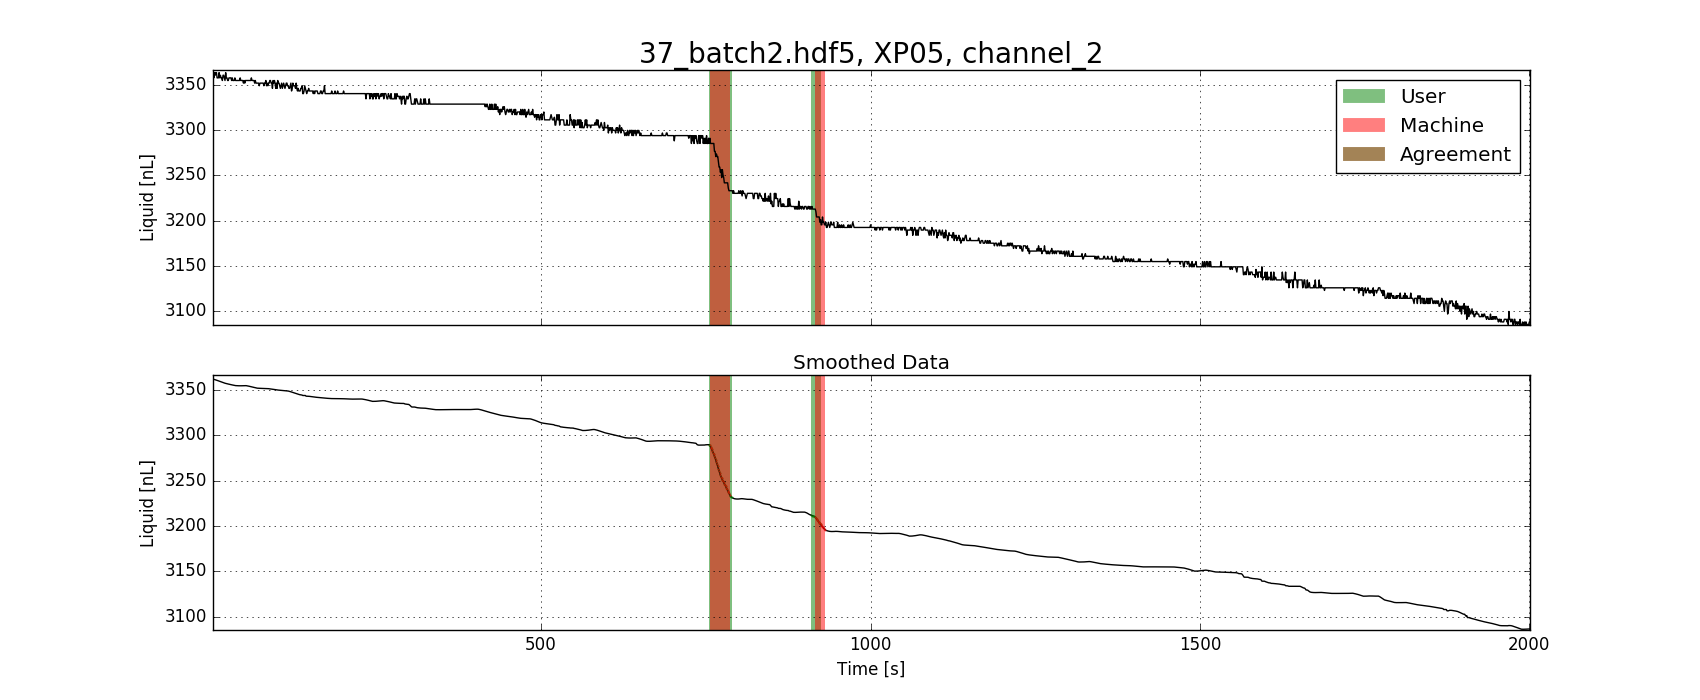 37_batch2.hdf5, XP05, channel_2
3350
3300
3250
3200
3150
3100
Liquid [nL]
User
Machine
Agreement
Smoothed Data
3350
3300
3250
3200
3150
3100
Liquid [nL]
500
1000
1500
2000
Time [s]